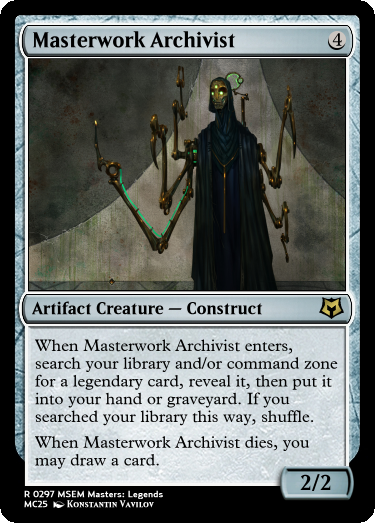 Masterwork Archivist 4
Artifact Creature — Construct
When Masterwork Archivist enters,
search your library and/or command zone
for a legendary card, reveal it, then put it
into your hand or graveyard. If you
searched your library this way, shuffle.
When Masterwork Archivist dies, you
may draw a card.
2/2
R 0297 MSEM Masters: Legends
MC25 Konstantin Vavilov